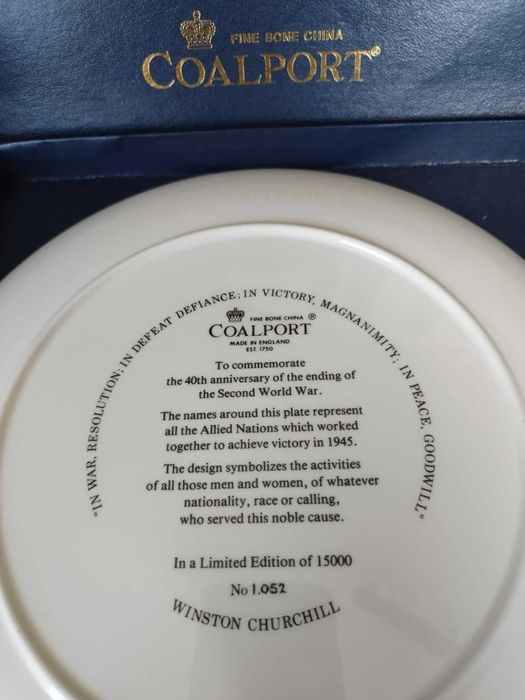 FINE BONE CHINA
COALPORT®
"IN WAR, RESOLUTION; IN DEFEAT DEFIANCE; IN VICTORY, MAGNANIMITY; IN PEACE, GOODWILL"
FINE BONE CHINA ®
COALPORT
MADE IN ENGLAND
EST. 1750
To commemorate
the 40th anniversary of the ending of
the Second World War.
The names around this plate represent
all the Allied Nations which worked
together to achieve victory in 1945.
The design symbolizes the activities
of all those men and women, of whatever
nationality, race or calling,
who served this noble cause.
In a Limited Edition of 15000
No 1.052
WINSTON CHURCHILL